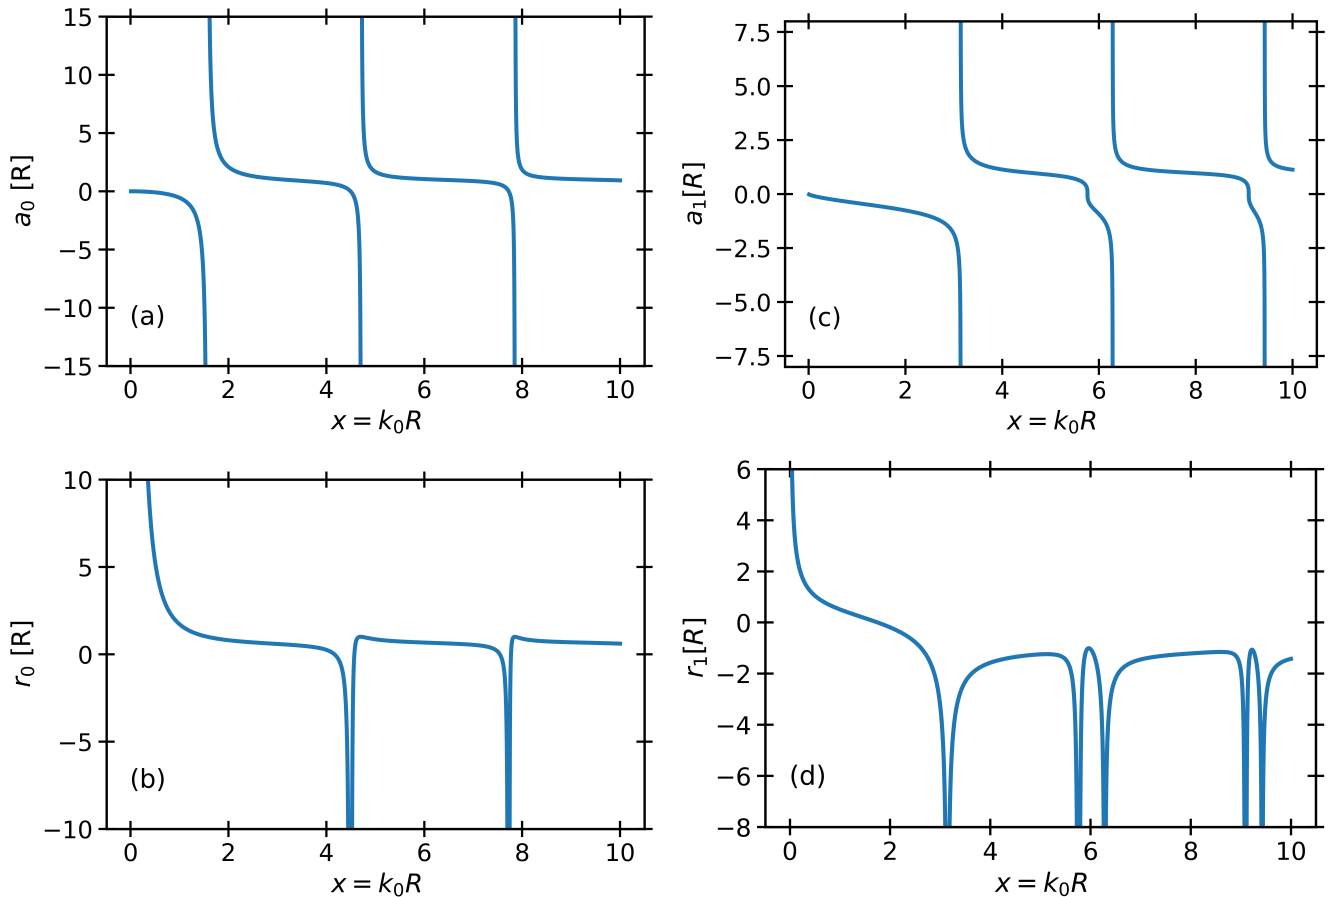 15
10
5
0
−5
−10
−15
a₀ [R]
(a)
0 2 4 6 8 10
x = k₀R
7.5
5.0
2.5
0.0
−2.5
−5.0
−7.5
a₁[R]
(c)
0 2 4 6 8 10
x = k₀R
10
5
0
−5
−10
r₀ [R]
(b)
0 2 4 6 8 10
x = k₀R
6
4
2
0
−2
−4
−6
−8
r₁[R]
(d)
0 2 4 6 8 10
x = k₀R